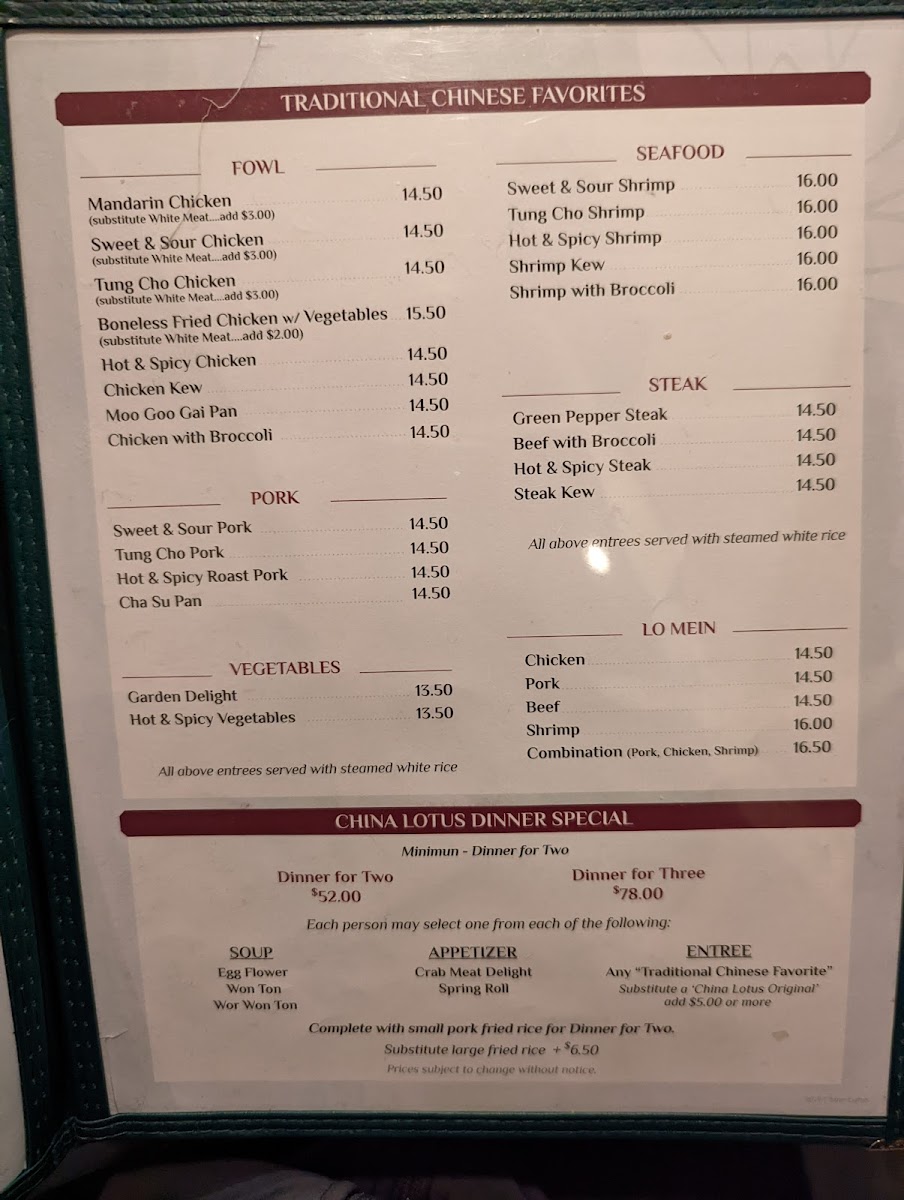 TRADITIONAL CHINESE FAVORITES
FOWL
Mandarin Chicken 14.50
(substitute White Meat....add $3.00)
Sweet & Sour Chicken 14.50
(substitute White Meat....add $3.00)
Tung Cho Chicken 14.50
(substitute White Meat....add $3.00)
Boneless Fried Chicken w/ Vegetables 15.50
(substitute White Meat....add $2.00)
Hot & Spicy Chicken 14.50
Chicken Kew 14.50
Moo Goo Gai Pan 14.50
Chicken with Broccoli 14.50
PORK
Sweet & Sour Pork 14.50
Tung Cho Pork 14.50
Hot & Spicy Roast Pork 14.50
Cha Su Pan 14.50
VEGETABLES
Garden Delight 13.50
Hot & Spicy Vegetables 13.50
All above entrees served with steamed white rice
SEAFOOD
Sweet & Sour Shrimp 16.00
Tung Cho Shrimp 16.00
Hot & Spicy Shrimp 16.00
Shrimp Kew 16.00
Shrimp with Broccoli 16.00
STEAK
Green Pepper Steak 14.50
Beef with Broccoli 14.50
Hot & Spicy Steak 14.50
Steak Kew 14.50
All above entrees served with steamed white rice
LO MEIN
Chicken 14.50
Pork 14.50
Beef 14.50
Shrimp 16.00
Combination (Pork, Chicken, Shrimp) 16.50
CHINA LOTUS DINNER SPECIAL
Minimun - Dinner for Two
Dinner for Two
$52.00
Dinner for Three
$78.00
Each person may select one from each of the following:
SOUP
Egg Flower
Won Ton
Wor Won Ton
APPETIZER
Crab Meat Delight
Spring Roll
ENTREE
Any "Traditional Chinese Favorite"
Substitute a 'China Lotus Original'
add $5.00 or more
Complete with small pork fried rice for Dinner for Two.
Substitute large fried rice + $6.50
Prices subject to change without notice.